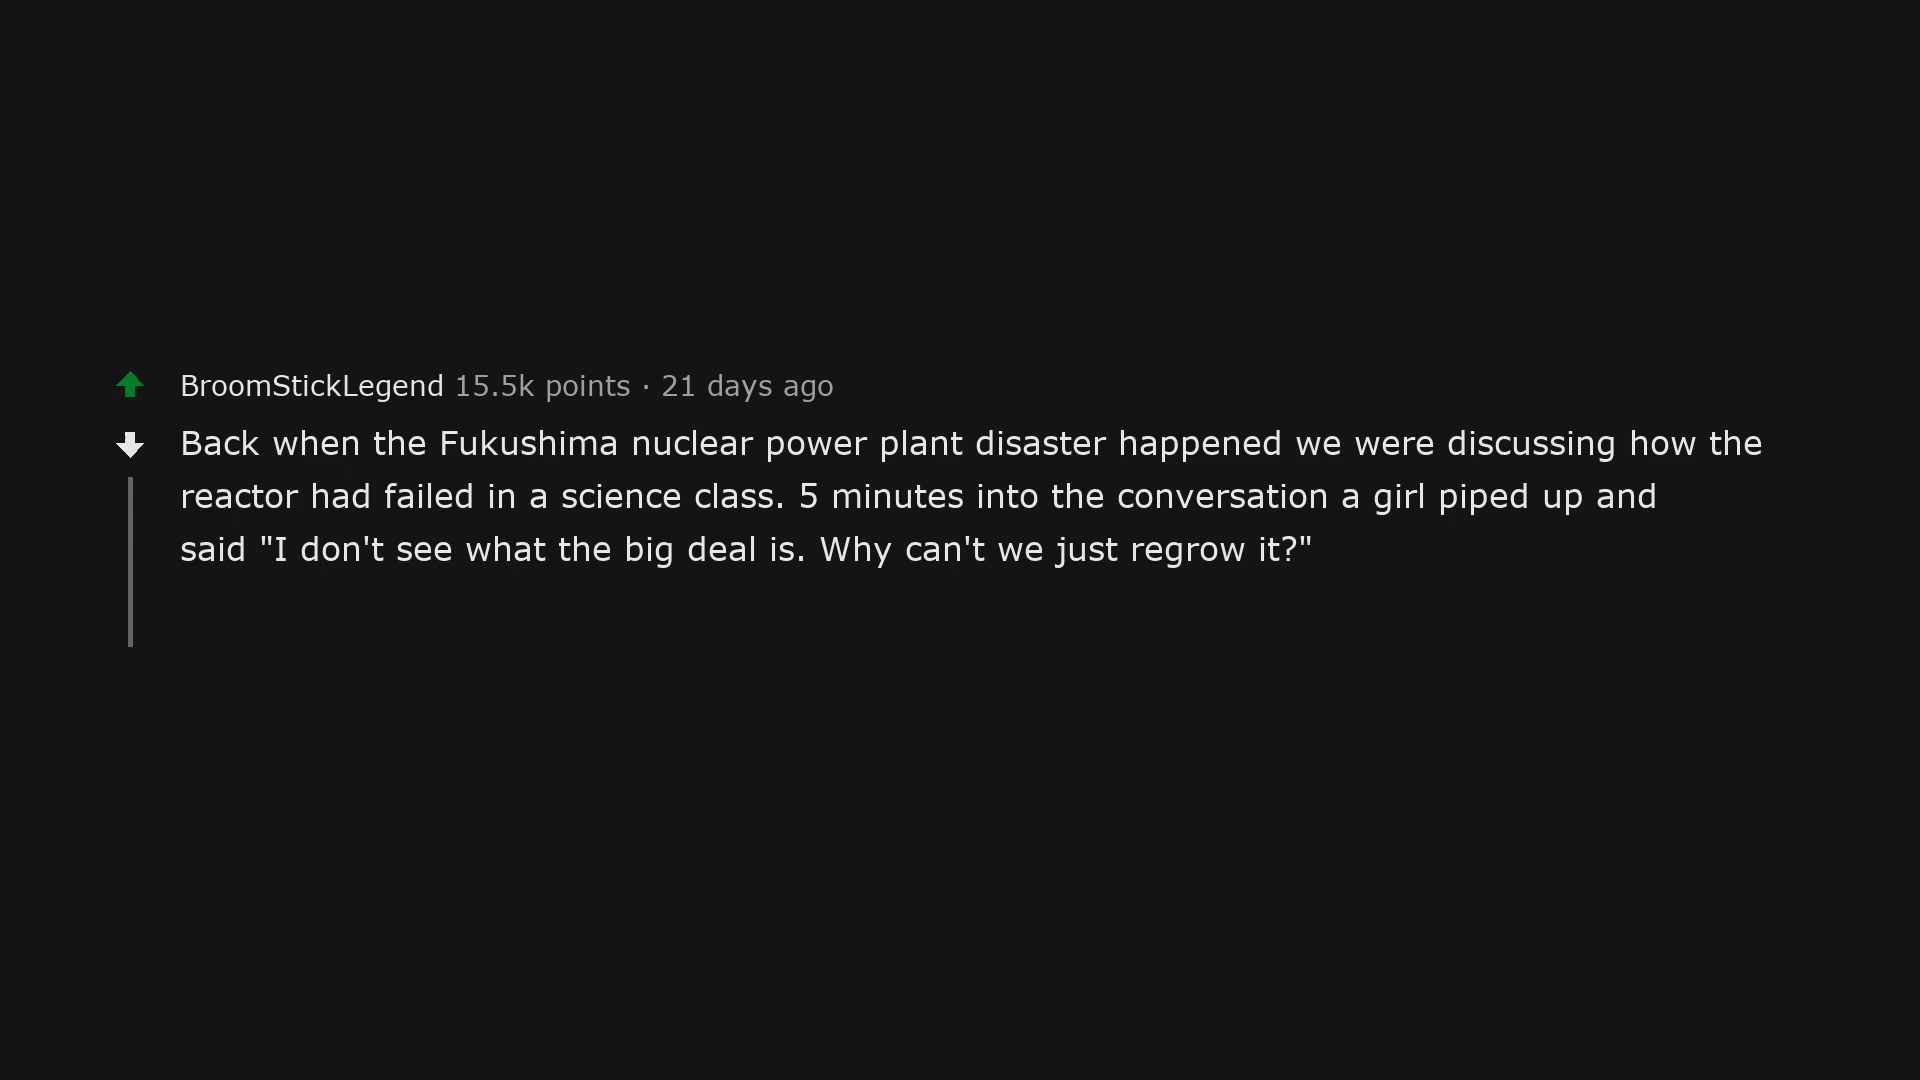 BroomStickLegend 15.5k points · 21 days ago
Back when the Fukushima nuclear power plant disaster happened we were discussing how the
reactor had failed in a science class. 5 minutes into the conversation a girl piped up and
said "I don't see what the big deal is. Why can't we just regrow it?"